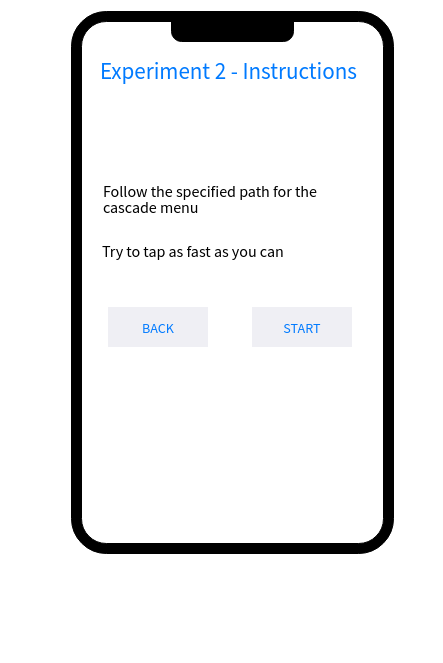 Experiment 2 - Instructions
Follow the specified path for the
cascade menu
Try to tap as fast as you can
BACK
START